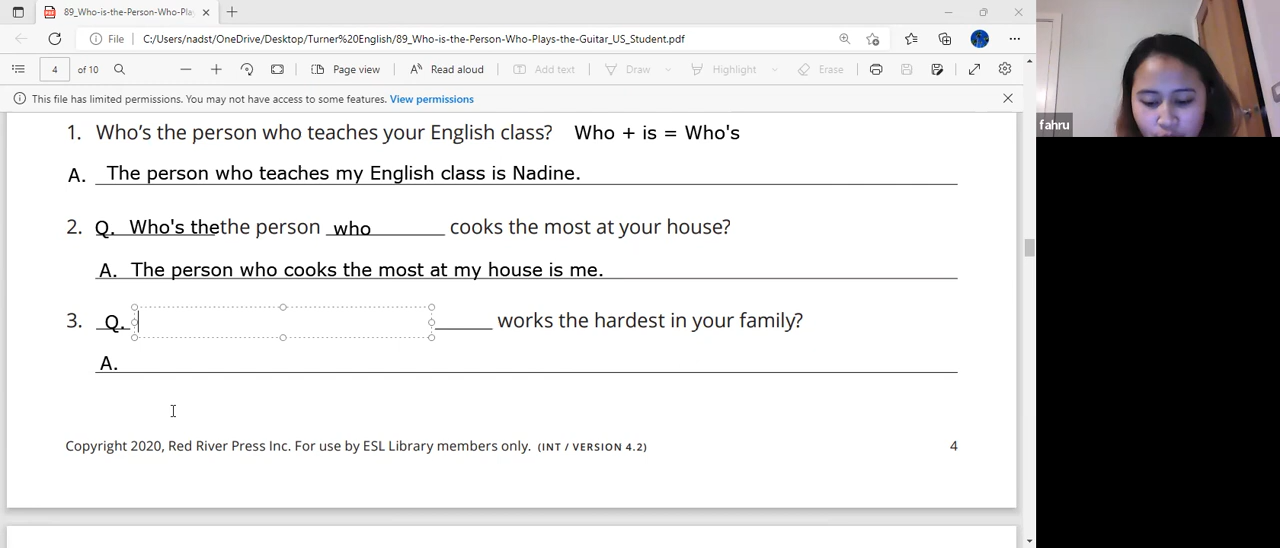 89_Who-is-the-Person-Who-Pla
File C:/Users/nadst/OneDrive/Desktop/Turner%20English/89_Who-is-the-Person-Who-Plays-the-Guitar_US_Student.pdf
4 of 10 Page view Read aloud Add text Draw Highlight Erase
This file has limited permissions. You may not have access to some features. View permissions
fahru
1. Who's the person who teaches your English class? Who + is = Who's
A. The person who teaches my English class is Nadine.
2. Q. Who's the the person who cooks the most at your house?
A. The person who cooks the most at my house is me.
3. Q. works the hardest in your family?
A.
Copyright 2020, Red River Press Inc. For use by ESL Library members only. (INT / VERSION 4.2) 4